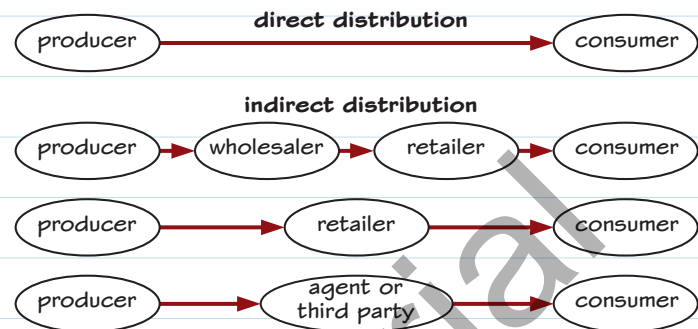 direct distribution
producer consumer
indirect distribution
producer wholesaler retailer consumer
producer retailer consumer
producer agent or third party consumer